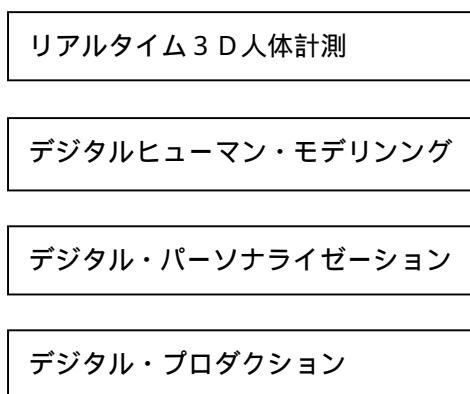 リアルタイム３Ｄ人体計測
デジタルヒューマン・モデリンング
デジタル・パーソナライゼーション
デジタル・プロダクション